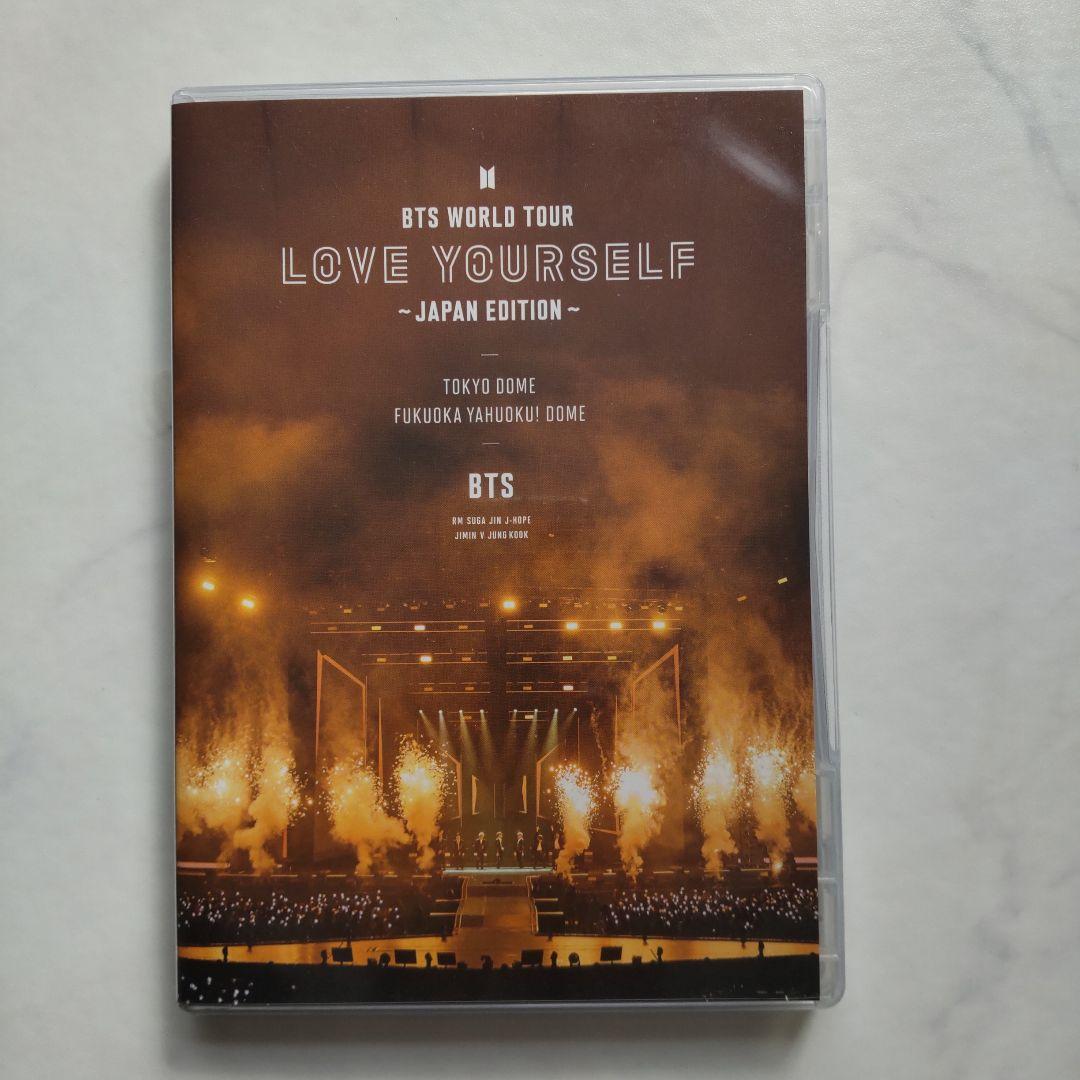 BTS WORLD TOUR
LOVE YOURSELF
~JAPAN EDITION~
TOKYO DOME
FUKUOKA YAHUOKU! DOME
BTS
RM SUGA JIN J-HOPE
JIMIN V JUNG KOOK